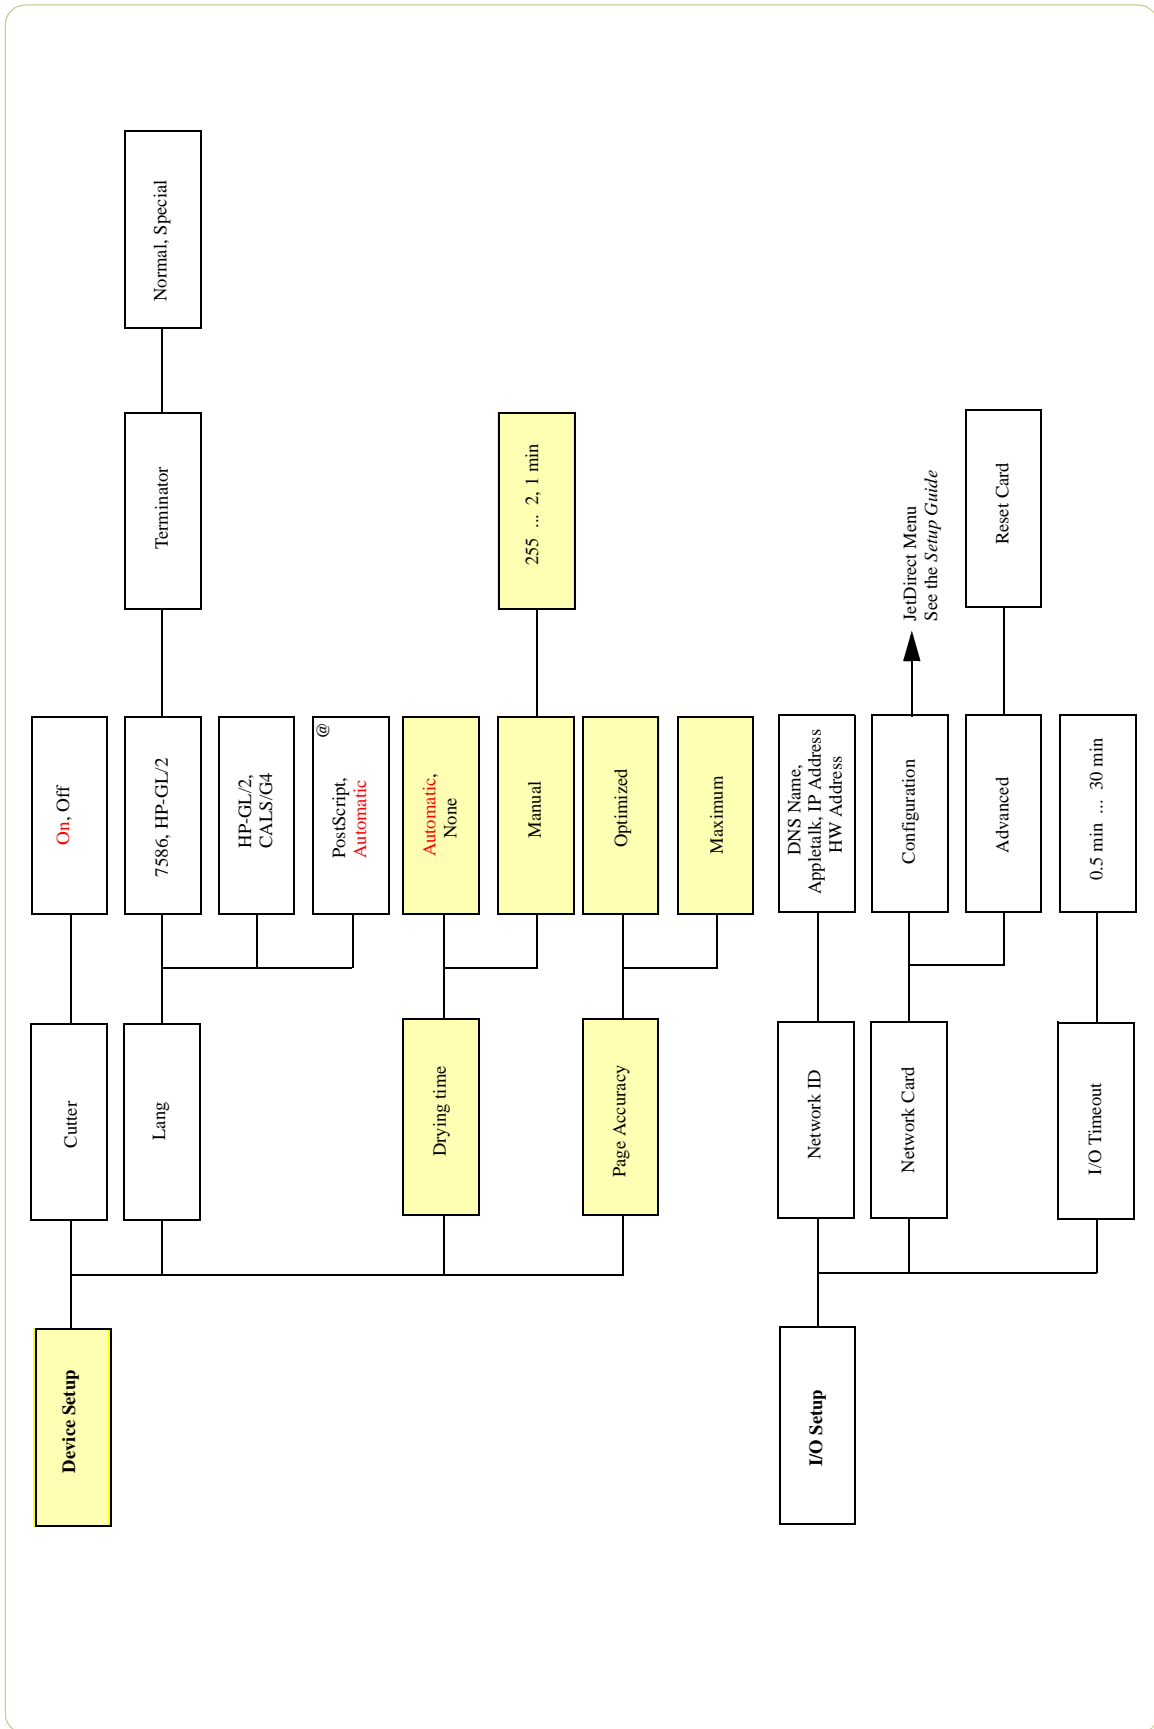 Device Setup
Cutter
On, Off
Lang
7586, HP-GL/2
Terminator
Normal, Special
HP-GL/2,
CALS/G4
@
PostScript,
Automatic
Drying time
Automatic,
None
Manual
255 ... 2, 1 min
Page Accuracy
Optimized
Maximum
I/O Setup
Network ID
DNS Name,
Appletalk, IP Address
HW Address
Network Card
Configuration
JetDirect Menu
See the Setup Guide
Advanced
Reset Card
I/O Timeout
0.5 min ... 30 min